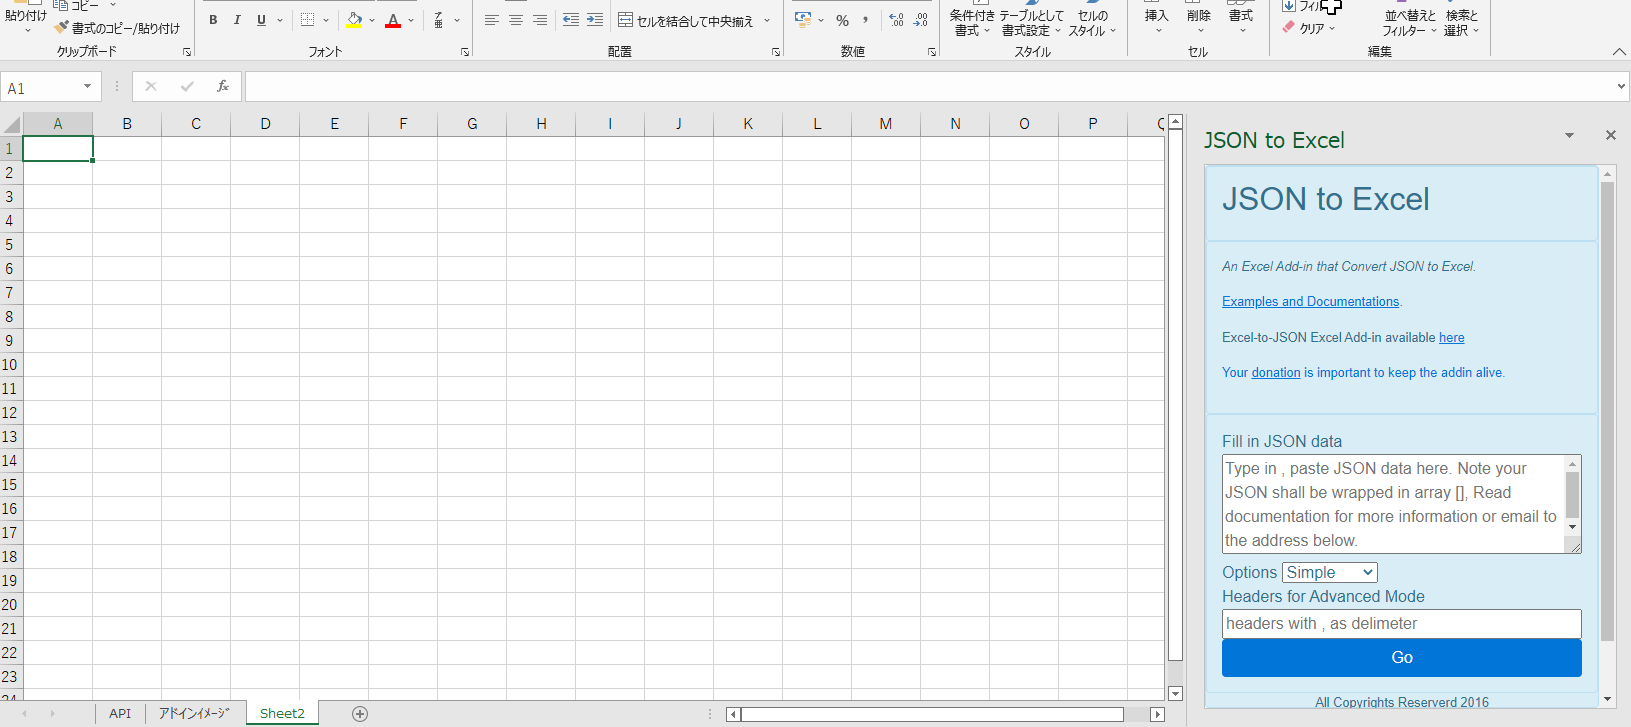 貼り付け
コピー
書式のコピー/貼り付け
クリップボード
B I U A 亜
フォント
セルを結合して中央揃え
配置
% ,
数値
条件付き
書式
テーブルとして
書式設定
セルの
スタイル
スタイル
挿入 削除 書式
セル
クリア
並べ替えと
フィルター
検索と
選択
編集
A1
fx
A B C D E F G H I J K L M N O P Q
1
2
3
4
5
6
7
8
9
10
11
12
13
14
15
16
17
18
19
20
21
22
23
24
API アドインイメージ Sheet2
JSON to Excel
JSON to Excel
An Excel Add-in that Convert JSON to Excel.
Examples and Documentations.
Excel-to-JSON Excel Add-in available here
Your donation is important to keep the addin alive.
Fill in JSON data
Type in , paste JSON data here. Note your
JSON shall be wrapped in array [], Read
documentation for more information or email to
the address below.
Options Simple
Headers for Advanced Mode
headers with , as delimeter
Go
All Copyrights Reserverd 2016